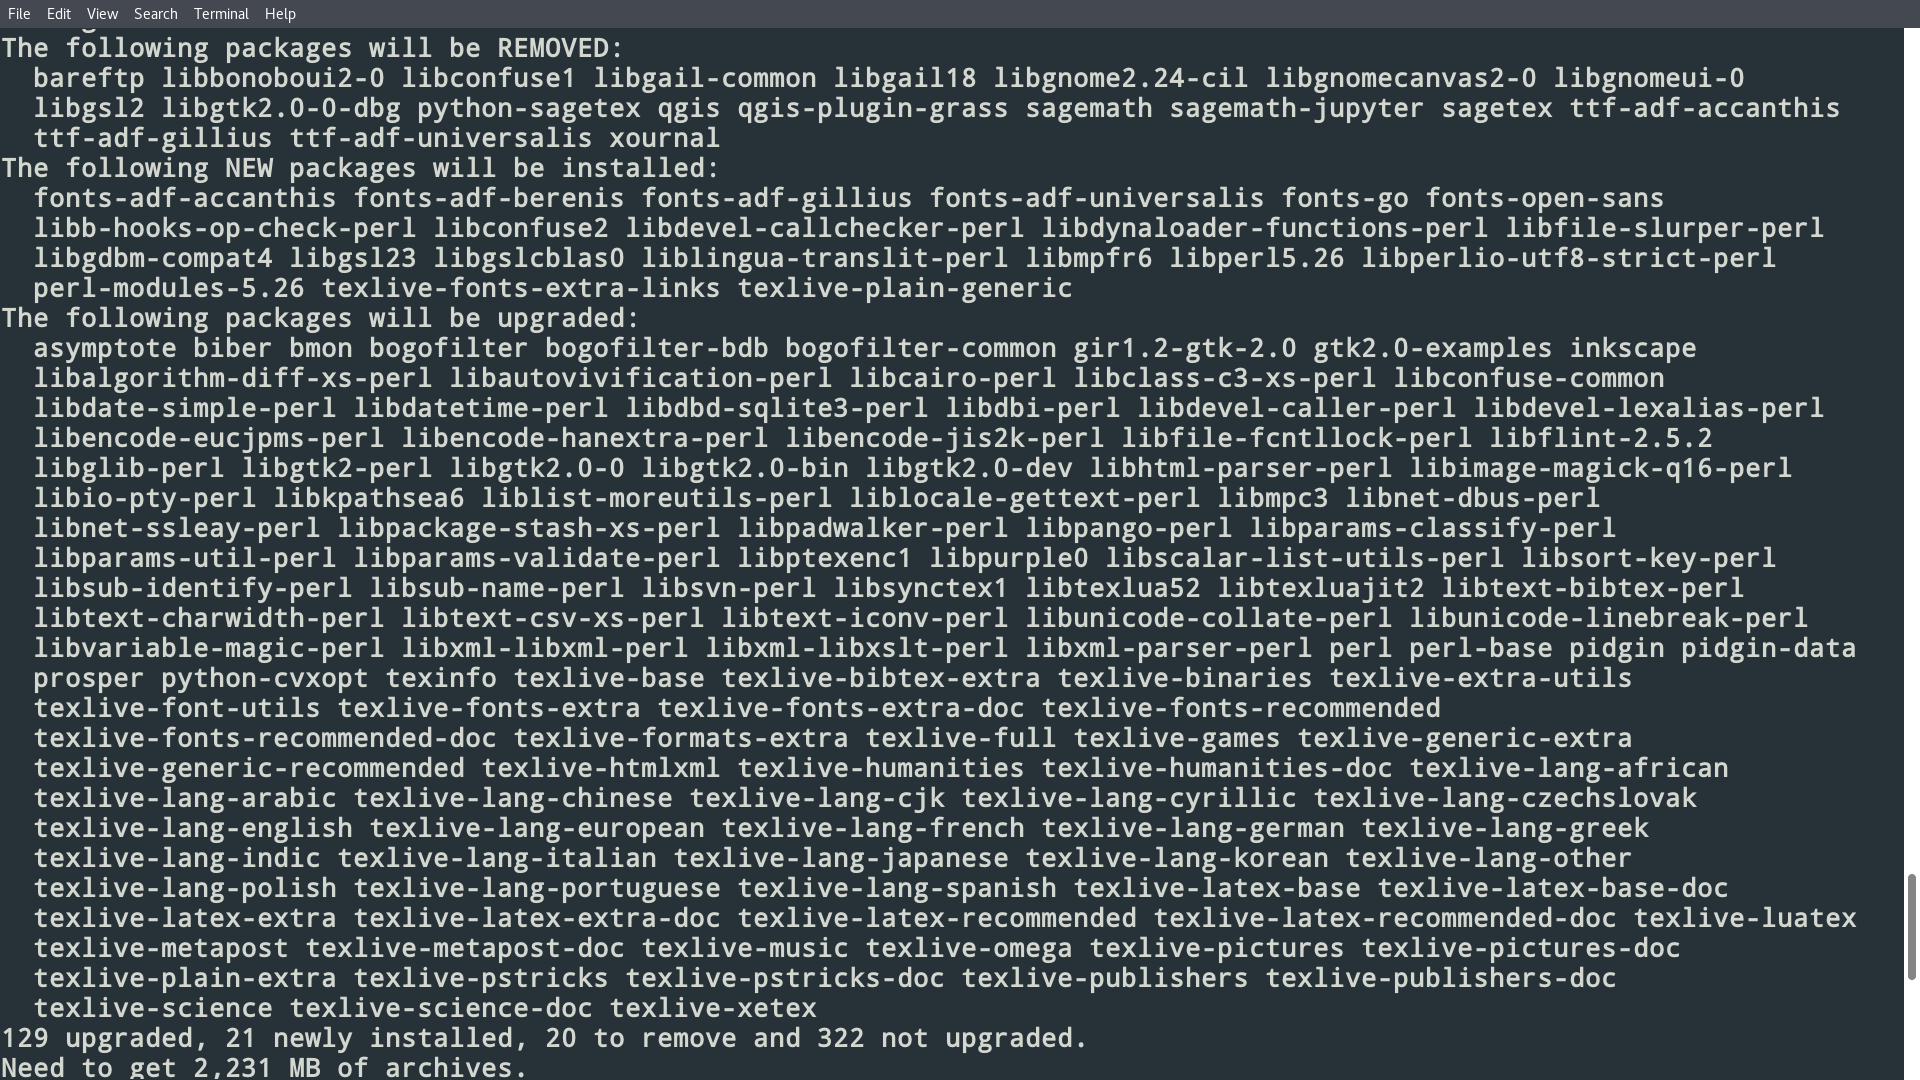 File Edit View Search Terminal Help
The following packages will be REMOVED:
bareftp libbonoboui2-0 libconfuse1 libgail-common libgail18 libgnome2.24-cil libgnomecanvas2-0 libgnomeui-0
libgsl2 libgtk2.0-0-dbg python-sagetex qgis qgis-plugin-grass sagemath sagemath-jupyter sagetex ttf-adf-accanthis
ttf-adf-gillius ttf-adf-universalis xournal
The following NEW packages will be installed:
fonts-adf-accanthis fonts-adf-berenis fonts-adf-gillius fonts-adf-universalis fonts-go fonts-open-sans
libb-hooks-op-check-perl libconfuse2 libdevel-callchecker-perl libdynaloader-functions-perl libfile-slurper-perl
libgdbm-compat4 libgsl23 libgslcblas0 liblingua-translit-perl libmpfr6 libperl5.26 libperlio-utf8-strict-perl
perl-modules-5.26 texlive-fonts-extra-links texlive-plain-generic
The following packages will be upgraded:
asymptote biber bmon bogofilter bogofilter-bdb bogofilter-common gir1.2-gtk-2.0 gtk2.0-examples inkscape
libalgorithm-diff-xs-perl libautovivification-perl libcairo-perl libclass-c3-xs-perl libconfuse-common
libdate-simple-perl libdatetime-perl libdbd-sqlite3-perl libdbi-perl libdevel-caller-perl libdevel-lexalias-perl
libencode-eucjpms-perl libencode-hanextra-perl libencode-jis2k-perl libfile-fcntllock-perl libflint-2.5.2
libglib-perl libgtk2-perl libgtk2.0-0 libgtk2.0-bin libgtk2.0-dev libhtml-parser-perl libimage-magick-q16-perl
libio-pty-perl libkpathsea6 liblist-moreutils-perl liblocale-gettext-perl libmpc3 libnet-dbus-perl
libnet-ssleay-perl libpackage-stash-xs-perl libpadwalker-perl libpango-perl libparams-classify-perl
libparams-util-perl libparams-validate-perl libptexenc1 libpurple0 libscalar-list-utils-perl libsort-key-perl
libsub-identify-perl libsub-name-perl libsvn-perl libsynctex1 libtexlua52 libtexluajit2 libtext-bibtex-perl
libtext-charwidth-perl libtext-csv-xs-perl libtext-iconv-perl libunicode-collate-perl libunicode-linebreak-perl
libvariable-magic-perl libxml-libxml-perl libxml-libxslt-perl libxml-parser-perl perl perl-base pidgin pidgin-data
prosper python-cvxopt texinfo texlive-base texlive-bibtex-extra texlive-binaries texlive-extra-utils
texlive-font-utils texlive-fonts-extra texlive-fonts-extra-doc texlive-fonts-recommended
texlive-fonts-recommended-doc texlive-formats-extra texlive-full texlive-games texlive-generic-extra
texlive-generic-recommended texlive-htmlxml texlive-humanities texlive-humanities-doc texlive-lang-african
texlive-lang-arabic texlive-lang-chinese texlive-lang-cjk texlive-lang-cyrillic texlive-lang-czechslovak
texlive-lang-english texlive-lang-european texlive-lang-french texlive-lang-german texlive-lang-greek
texlive-lang-indic texlive-lang-italian texlive-lang-japanese texlive-lang-korean texlive-lang-other
texlive-lang-polish texlive-lang-portuguese texlive-lang-spanish texlive-latex-base texlive-latex-base-doc
texlive-latex-extra texlive-latex-extra-doc texlive-latex-recommended texlive-latex-recommended-doc texlive-luatex
texlive-metapost texlive-metapost-doc texlive-music texlive-omega texlive-pictures texlive-pictures-doc
texlive-plain-extra texlive-pstricks texlive-pstricks-doc texlive-publishers texlive-publishers-doc
texlive-science texlive-science-doc texlive-xetex
129 upgraded, 21 newly installed, 20 to remove and 322 not upgraded.
Need to get 2,231 MB of archives.